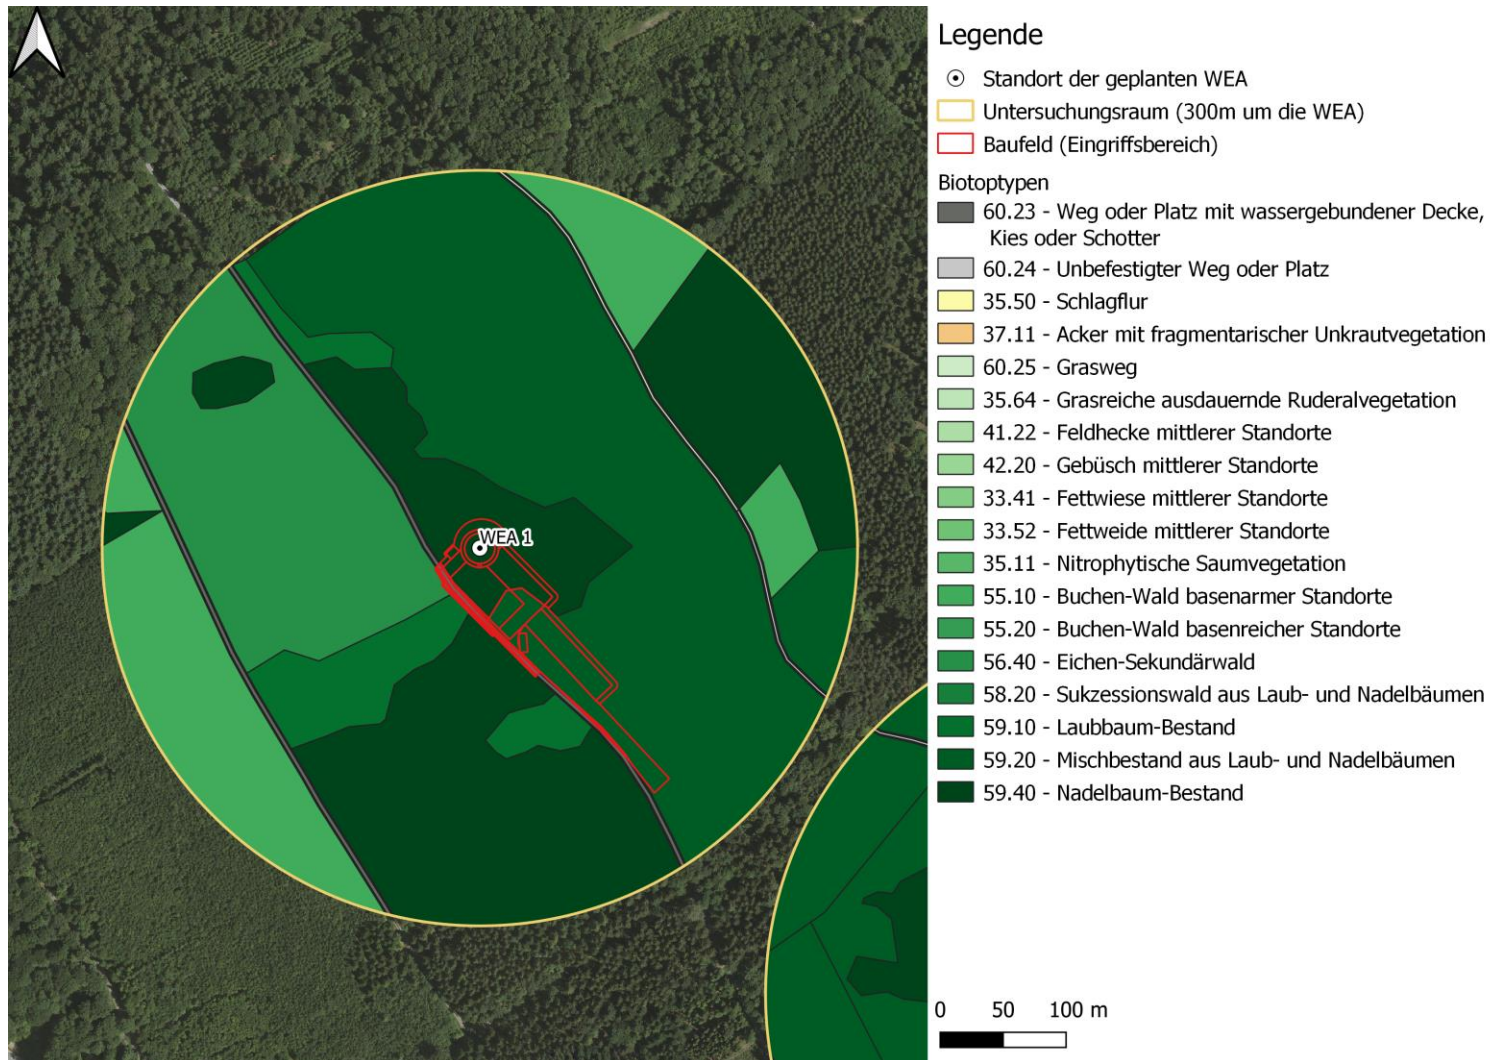 WEA 1
Legende
Standort der geplanten WEA
Untersuchungsraum (300m um die WEA)
Baufeld (Eingriffsbereich)
Biotoptypen
60.23 - Weg oder Platz mit wassergebundener Decke,
Kies oder Schotter
60.24 - Unbefestigter Weg oder Platz
35.50 - Schlagflur
37.11 - Acker mit fragmentarischer Unkrautvegetation
60.25 - Grasweg
35.64 - Grasreiche ausdauernde Ruderalvegetation
41.22 - Feldhecke mittlerer Standorte
42.20 - Gebüsch mittlerer Standorte
33.41 - Fettwiese mittlerer Standorte
33.52 - Fettweide mittlerer Standorte
35.11 - Nitrophytische Saumvegetation
55.10 - Buchen-Wald basenarmer Standorte
55.20 - Buchen-Wald basenreicher Standorte
56.40 - Eichen-Sekundärwald
58.20 - Sukzessionswald aus Laub- und Nadelbäumen
59.10 - Laubbaum-Bestand
59.20 - Mischbestand aus Laub- und Nadelbäumen
59.40 - Nadelbaum-Bestand
0 50 100 m